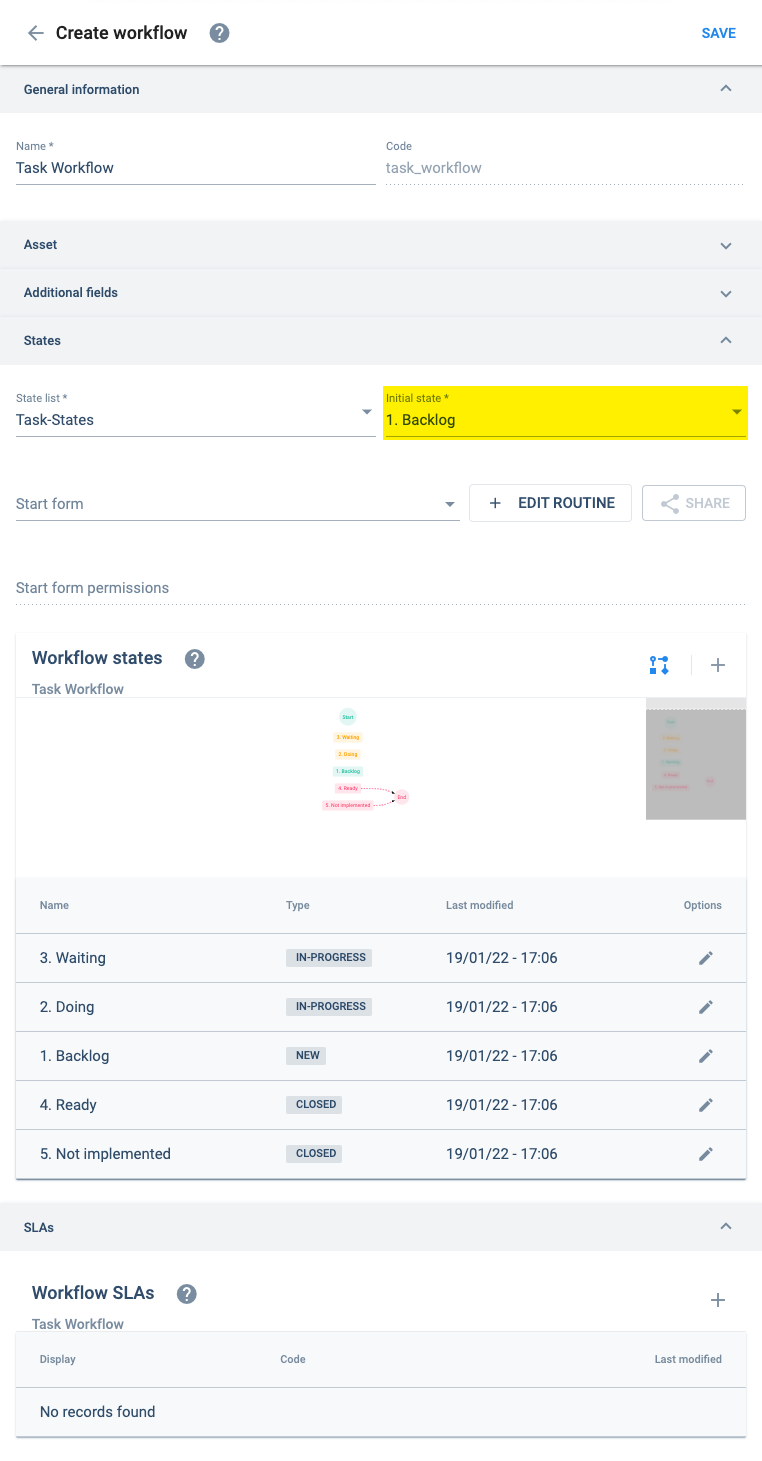 Create workflow ?
SAVE
General information
Name * Code
Task Workflow task_workflow
Asset
Additional fields
States
State list * Initial state *
Task-States 1. Backlog
Start form EDIT ROUTINE SHARE
Start form permissions
Workflow states ?
Task Workflow
Start
3. Waiting
2. Doing
1. Backlog
4. Ready
End
5. Not implemented
Name Type Last modified Options
3. Waiting IN-PROGRESS 19/01/22 - 17:06
2. Doing IN-PROGRESS 19/01/22 - 17:06
1. Backlog NEW 19/01/22 - 17:06
4. Ready CLOSED 19/01/22 - 17:06
5. Not implemented CLOSED 19/01/22 - 17:06
SLAs
Workflow SLAs ?
Task Workflow
Display Code Last modified
No records found